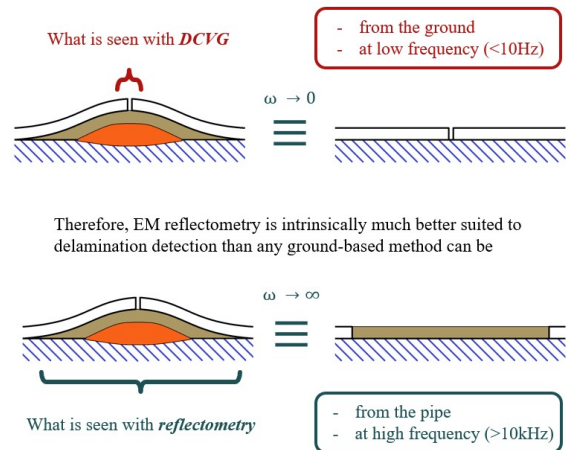 What is seen with DCVG
- from the ground
- at low frequency (<10Hz)
ω → 0
Therefore, EM reflectometry is intrinsically much better suited to
delamination detection than any ground-based method can be
ω → ∞
What is seen with reflectometry
- from the pipe
- at high frequency (>10kHz)